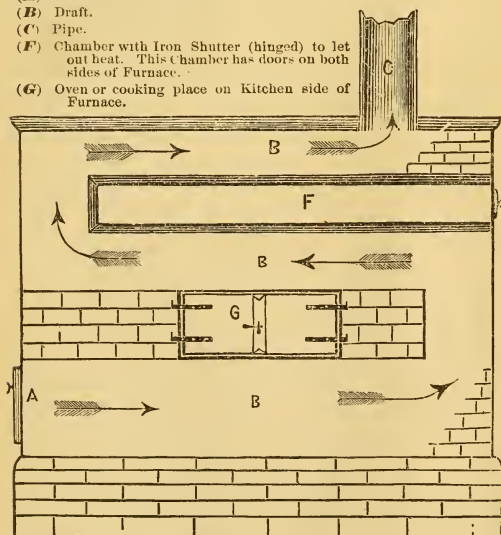 (B) Draft.
(C) Pipe.
(F) Chamber with Iron Shutter (hinged) to let
out heat. This Chamber has doors on both
sides of Furnace.
(G) Oven or cooking place on Kitchen side of
Furnace.
C
B
F
B
G
A
B